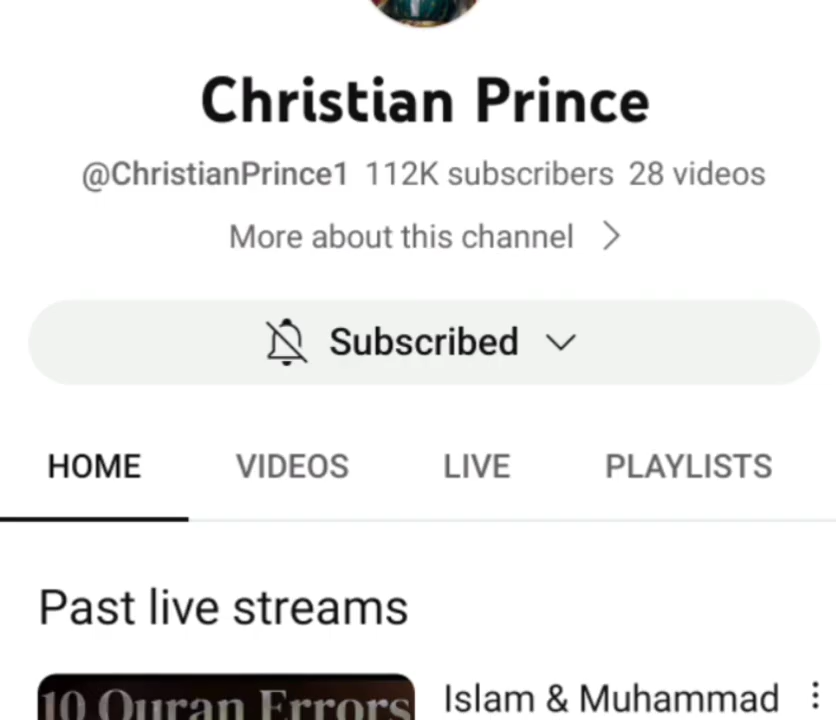 Christian Prince
@ChristianPrince1 112K subscribers 28 videos
More about this channel
Subscribed
HOME VIDEOS LIVE PLAYLISTS
Past live streams
10 Quran Errors
Islam & Muhammad